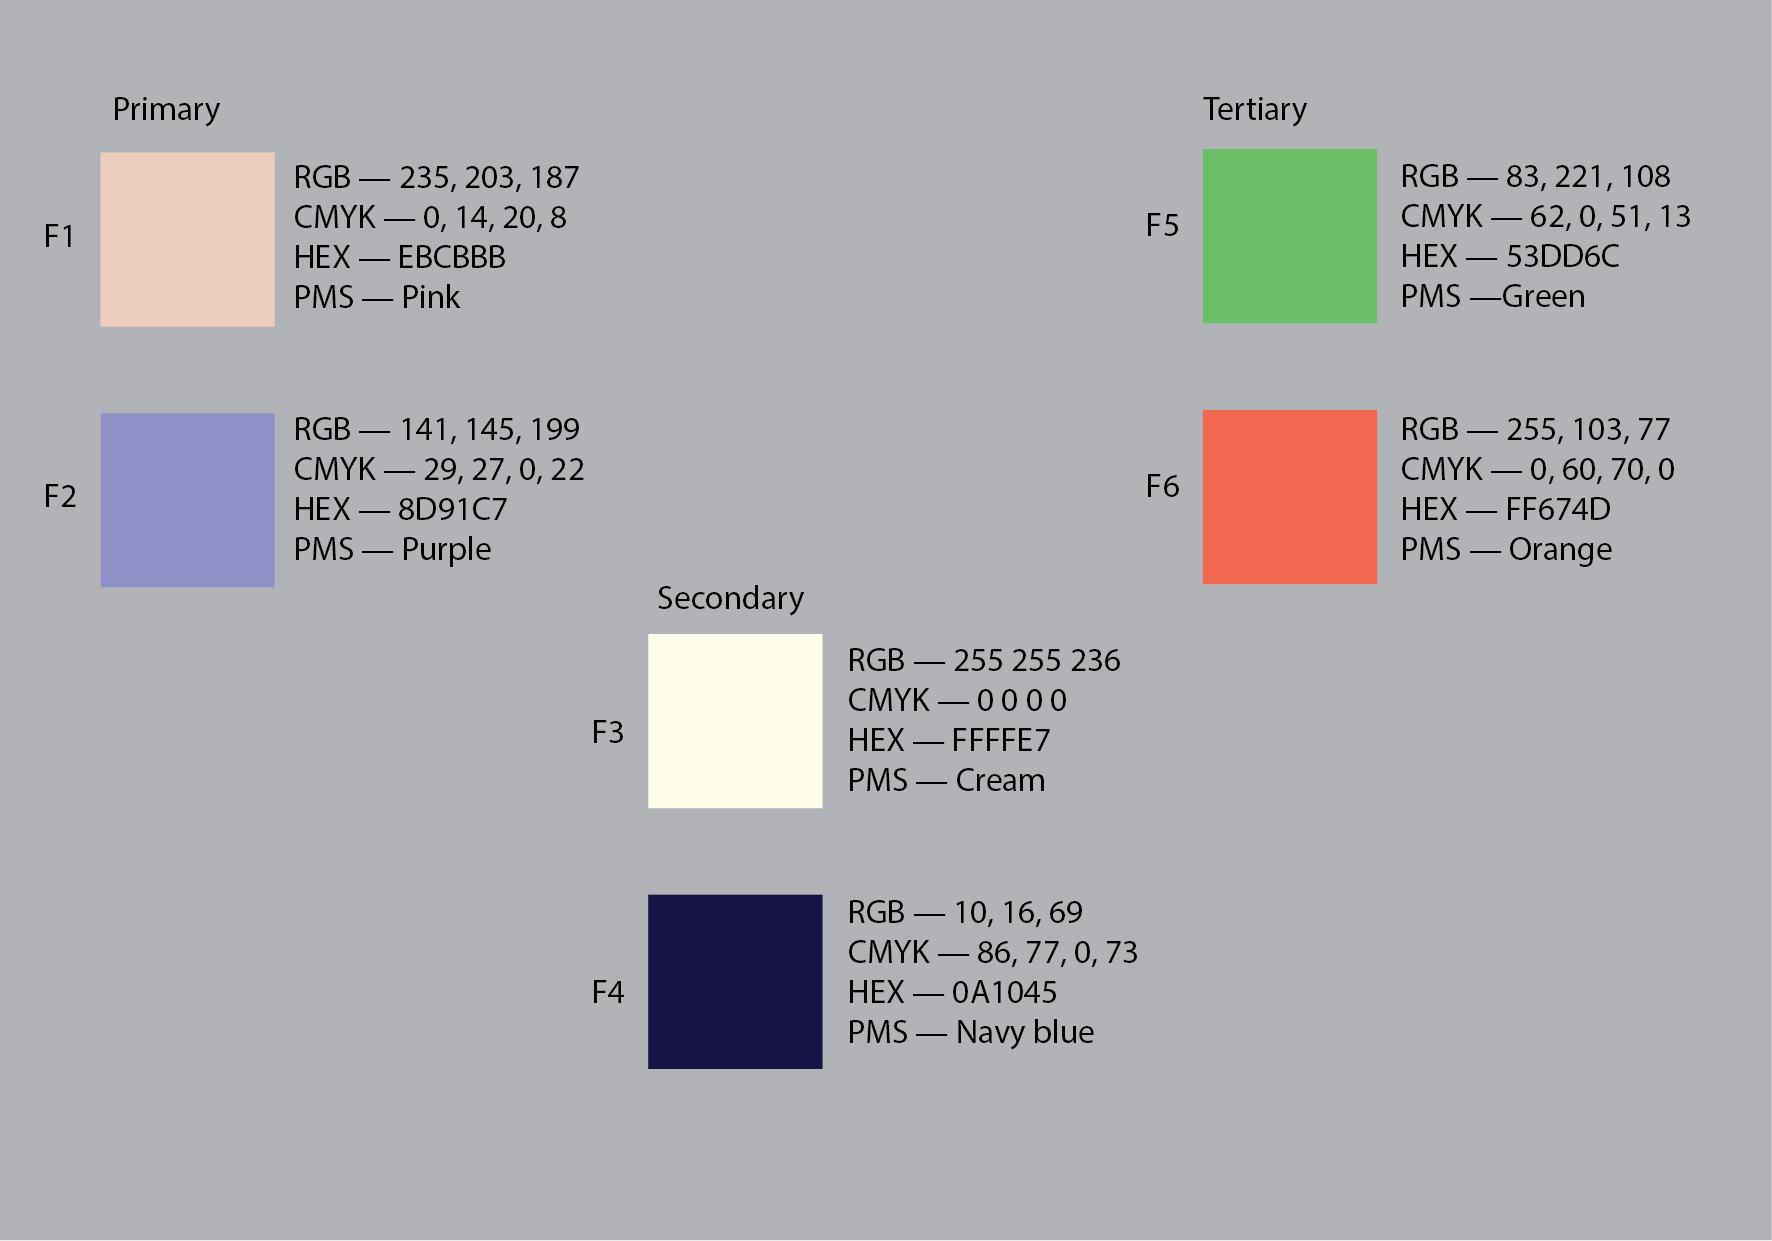 Primary
F1
RGB — 235, 203, 187
CMYK — 0, 14, 20, 8
HEX — EBCBBB
PMS — Pink
F2
RGB — 141, 145, 199
CMYK — 29, 27, 0, 22
HEX — 8D91C7
PMS — Purple
Secondary
F3
RGB — 255 255 236
CMYK — 0 0 0 0
HEX — FFFFE7
PMS — Cream
F4
RGB — 10, 16, 69
CMYK — 86, 77, 0, 73
HEX — 0A1045
PMS — Navy blue
Tertiary
F5
RGB — 83, 221, 108
CMYK — 62, 0, 51, 13
HEX — 53DD6C
PMS —Green
F6
RGB — 255, 103, 77
CMYK — 0, 60, 70, 0
HEX — FF674D
PMS — Orange